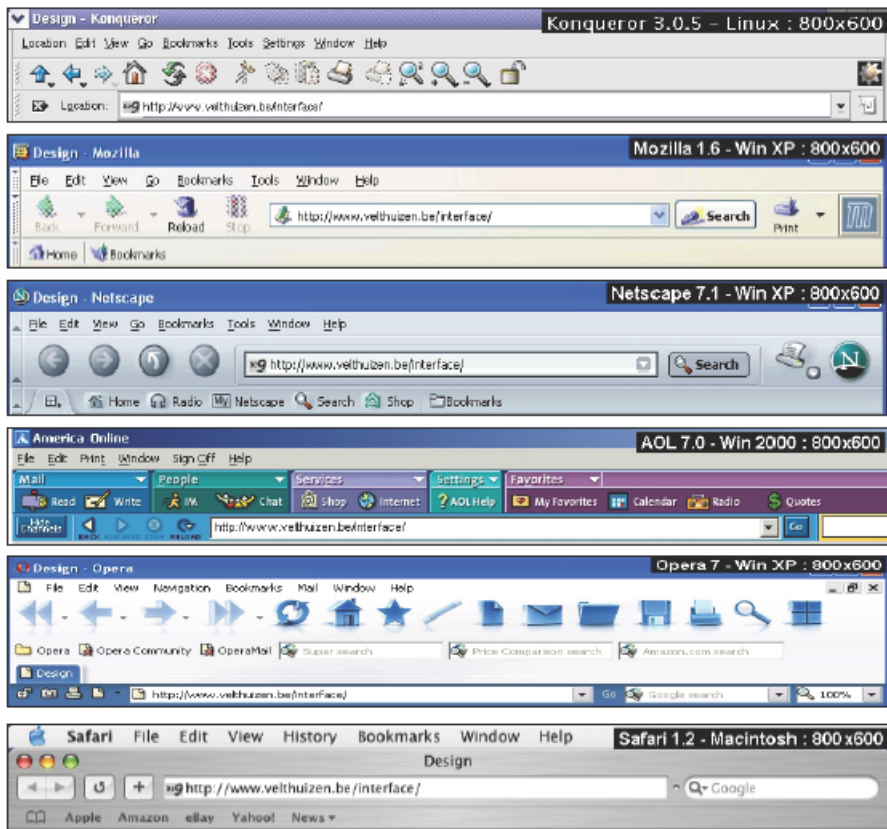 Design - Konqueror
Konqueror 3.0.5 - Linux : 800x600
Location Edit View Go Bookmarks Tools Settings Window Help
Location: http://www.velthuizen.be/interface/
Design - Mozilla
Mozilla 1.6 - Win XP : 800x600
File Edit View Go Bookmarks Tools Window Help
Back Forward Reload Stop http://www.velthuizen.be/interface/ Search Print
Home Bookmarks
Design - Netscape
Netscape 7.1 - Win XP : 800x600
File Edit View Go Bookmarks Tools Window Help
http://www.velthuizen.be/interface/ Search N
Home Radio My Netscape Search Shop Bookmarks
America Online
AOL 7.0 - Win 2000 : 800x600
File Edit Print Window Sign Off Help
Mail People Services Settings Favorites
Read Write IM Chat Shop Internet AOL Help My Favorites Calendar Radio Quotes
Hide Channels BACK FORWARD STOP RELOAD http://www.velthuizen.be/interface/ Go
Design - Opera
Opera 7 - Win XP : 800x600
File Edit View Navigation Bookmarks Mail Window Help
Opera Opera Community OperaMail Super search Price Comparison search Amazon.com search
Design
http://www.velthuizen.be/interface/ Go Google search 100%
Safari File Edit View History Bookmarks Window Help
Safari 1.2 - Macintosh : 800x600
Design
http://www.velthuizen.be/interface/ Google
Apple Amazon eBay Yahoo! News